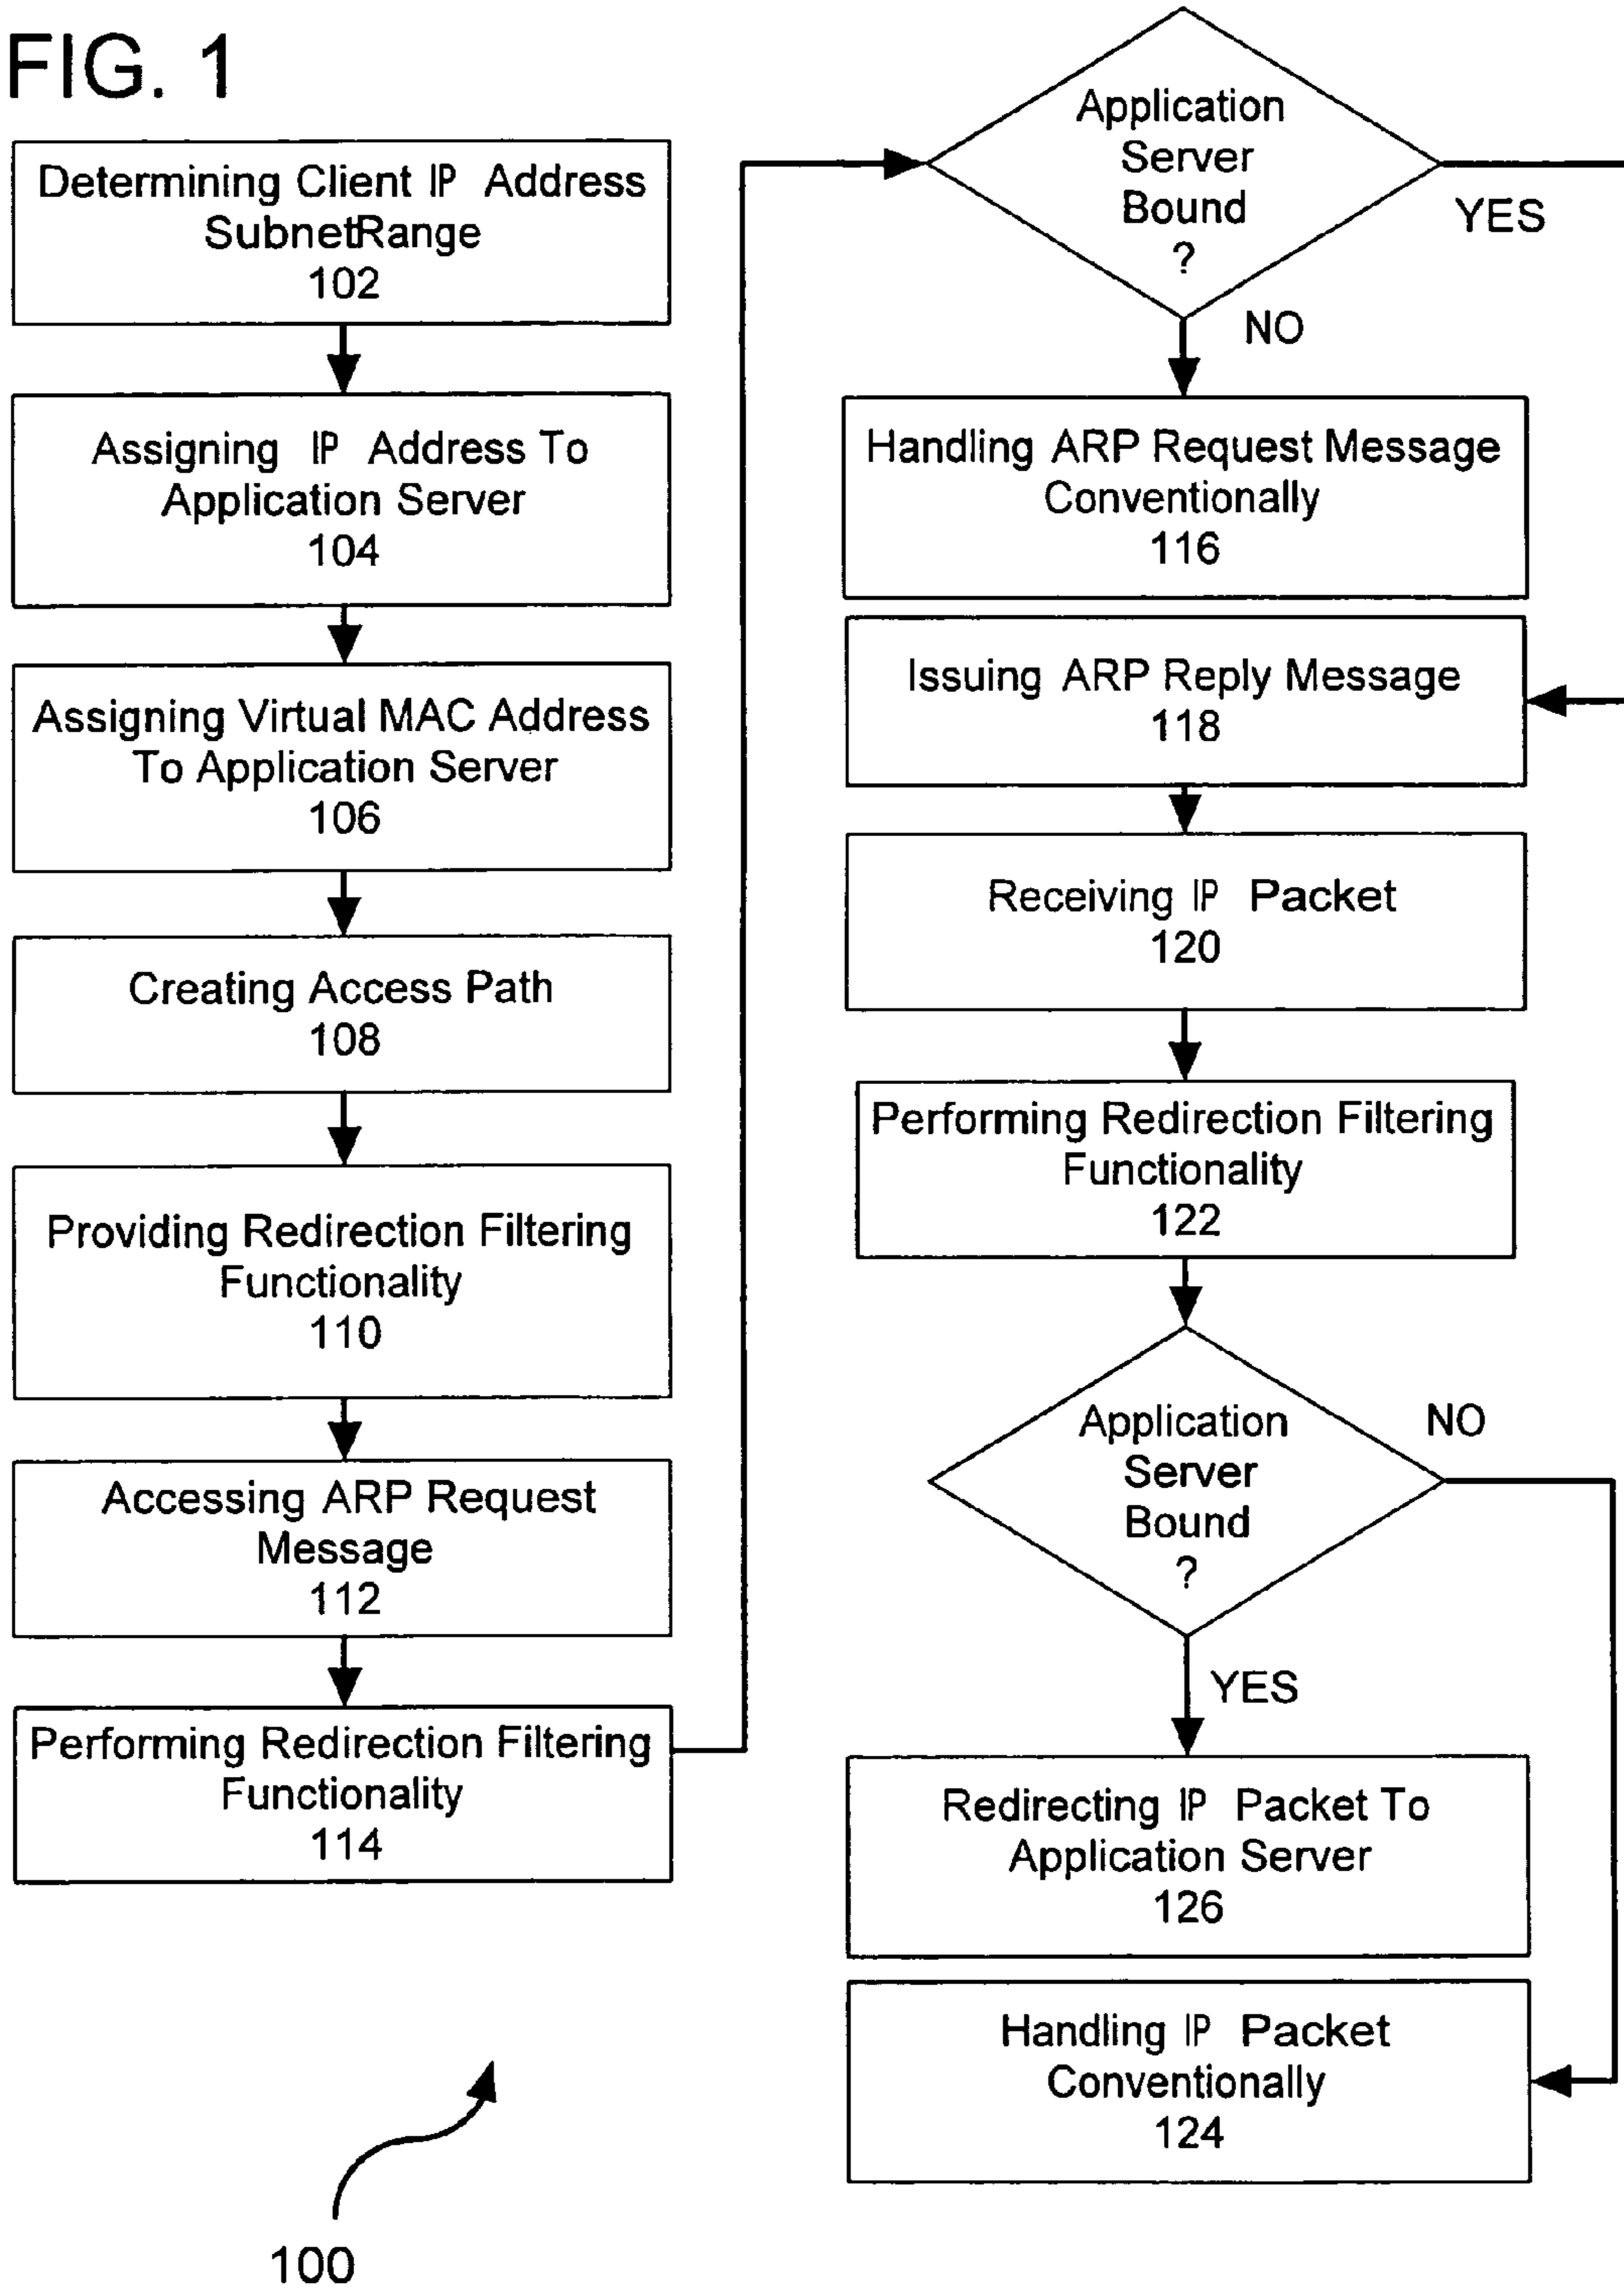 FIG. 1
Determining Client IP Address
SubnetRange
102
Assigning IP Address To
Application Server
104
Assigning Virtual MAC Address
To Application Server
106
Creating Access Path
108
Providing Redirection Filtering
Functionality
110
Accessing ARP Request
Message
112
Performing Redirection Filtering
Functionality
114
Application
Server
Bound
?
YES
NO
Handling ARP Request Message
Conventionally
116
Issuing ARP Reply Message
118
Receiving IP Packet
120
Performing Redirection Filtering
Functionality
122
Application
Server
Bound
?
NO
YES
Redirecting IP Packet To
Application Server
126
Handling IP Packet
Conventionally
124
100